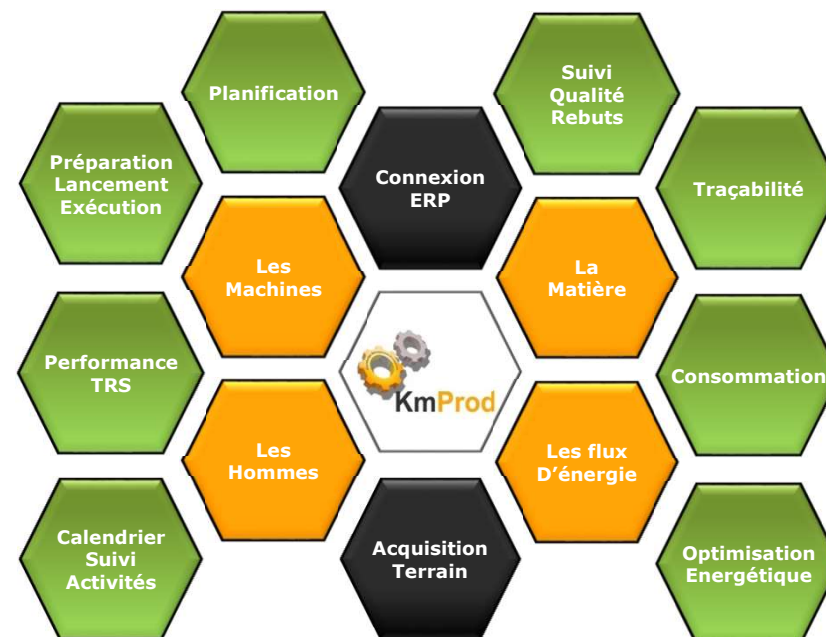 Planification
Suivi
Qualité
Rebuts
Préparation
Lancement
Exécution
Connexion
ERP
Traçabilité
Les
Machines
La
Matière
Performance
TRS
KmProd
Consommation
Les
Hommes
Les flux
D’énergie
Calendrier
Suivi
Activités
Acquisition
Terrain
Optimisation
Energétique